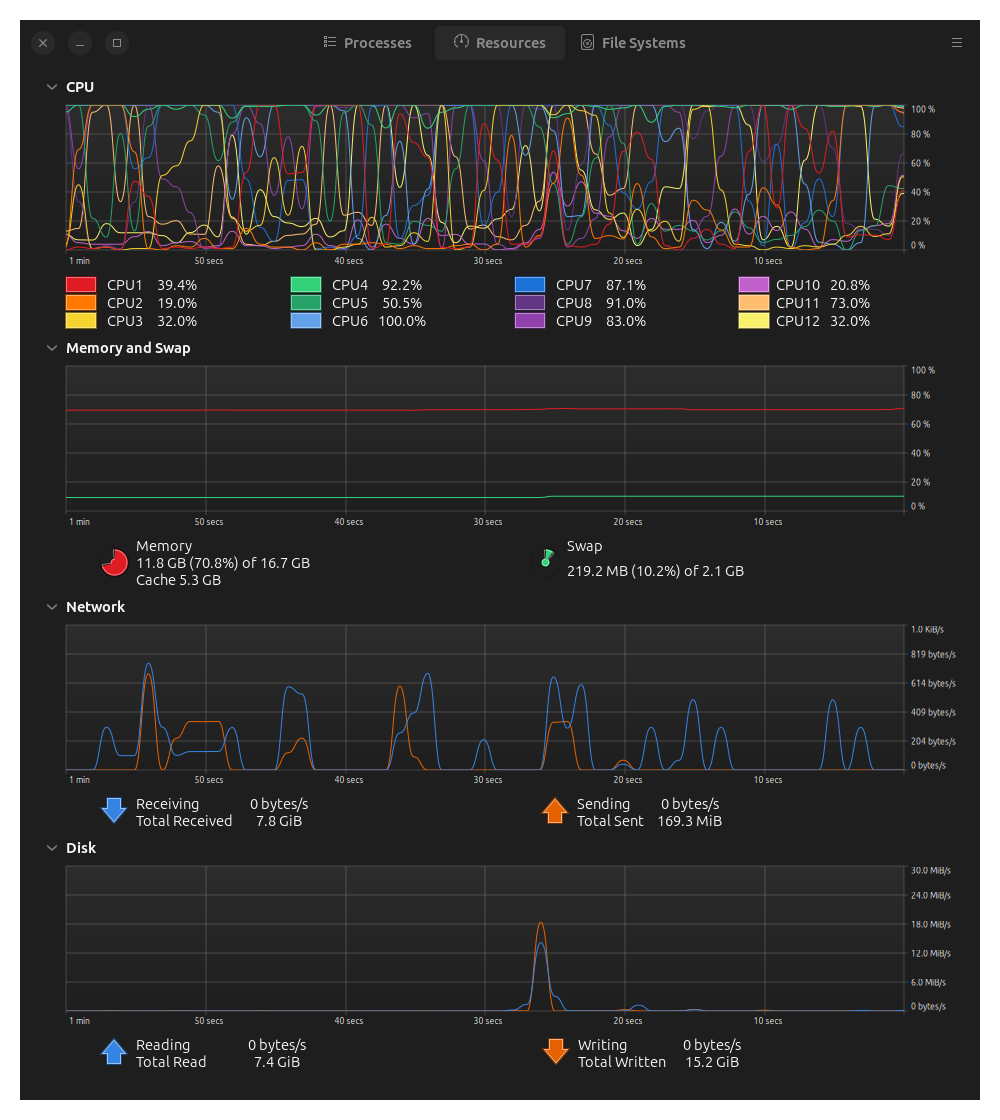 Processes Resources File Systems
CPU
100 %
80 %
60 %
40 %
20 %
0 %
1 min 50 secs 40 secs 30 secs 20 secs 10 secs
CPU1 39.4% CPU4 92.2% CPU7 87.1% CPU10 20.8%
CPU2 19.0% CPU5 50.5% CPU8 91.0% CPU11 73.0%
CPU3 32.0% CPU6 100.0% CPU9 83.0% CPU12 32.0%
Memory and Swap
100 %
80 %
60 %
40 %
20 %
0 %
1 min 50 secs 40 secs 30 secs 20 secs 10 secs
Memory Swap
11.8 GB (70.8%) of 16.7 GB 219.2 MB (10.2%) of 2.1 GB
Cache 5.3 GB
Network
1.0 KiB/s
819 bytes/s
614 bytes/s
409 bytes/s
204 bytes/s
0 bytes/s
1 min 50 secs 40 secs 30 secs 20 secs 10 secs
Receiving 0 bytes/s Sending 0 bytes/s
Total Received 7.8 GiB Total Sent 169.3 MiB
Disk
30.0 MiB/s
24.0 MiB/s
18.0 MiB/s
12.0 MiB/s
6.0 MiB/s
0 bytes/s
1 min 50 secs 40 secs 30 secs 20 secs 10 secs
Reading 0 bytes/s Writing 0 bytes/s
Total Read 7.4 GiB Total Written 15.2 GiB